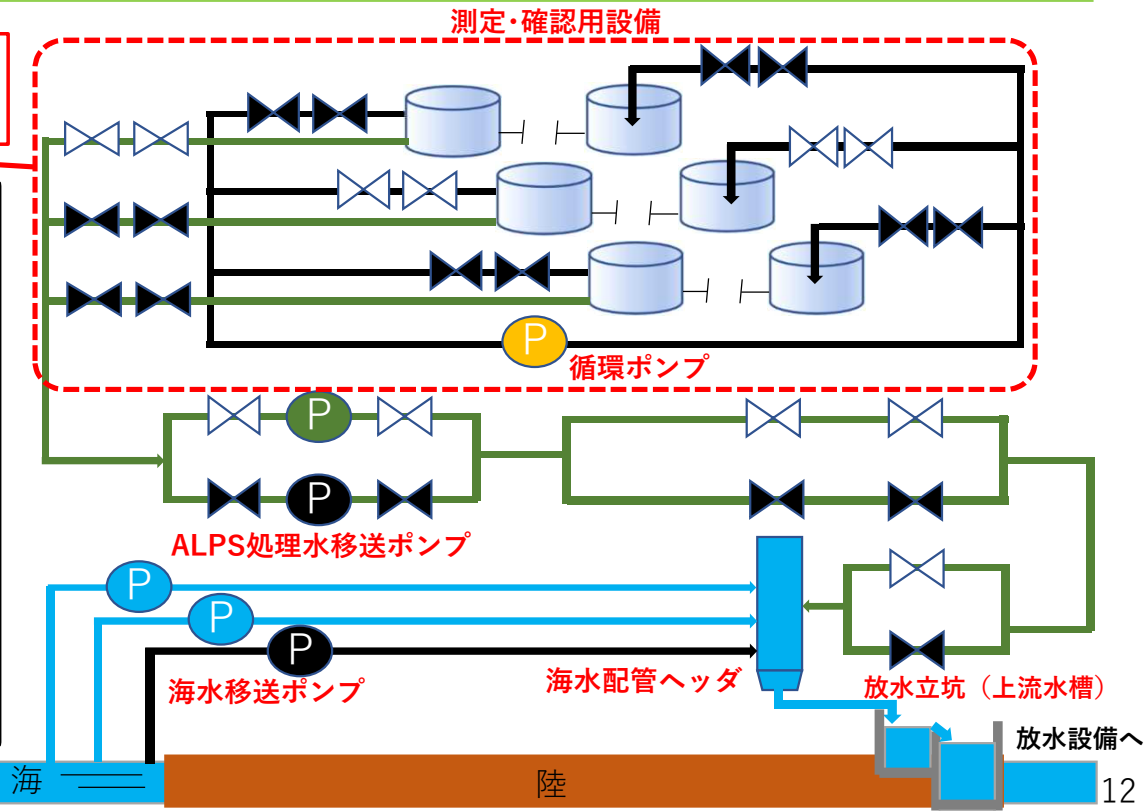 測定・確認用設備
P
循環ポンプ
P
P
ALPS処理水移送ポンプ
P
P
P
海水移送ポンプ
海水配管ヘッダ
放水立坑（上流水槽）
放水設備へ
海
陸
12